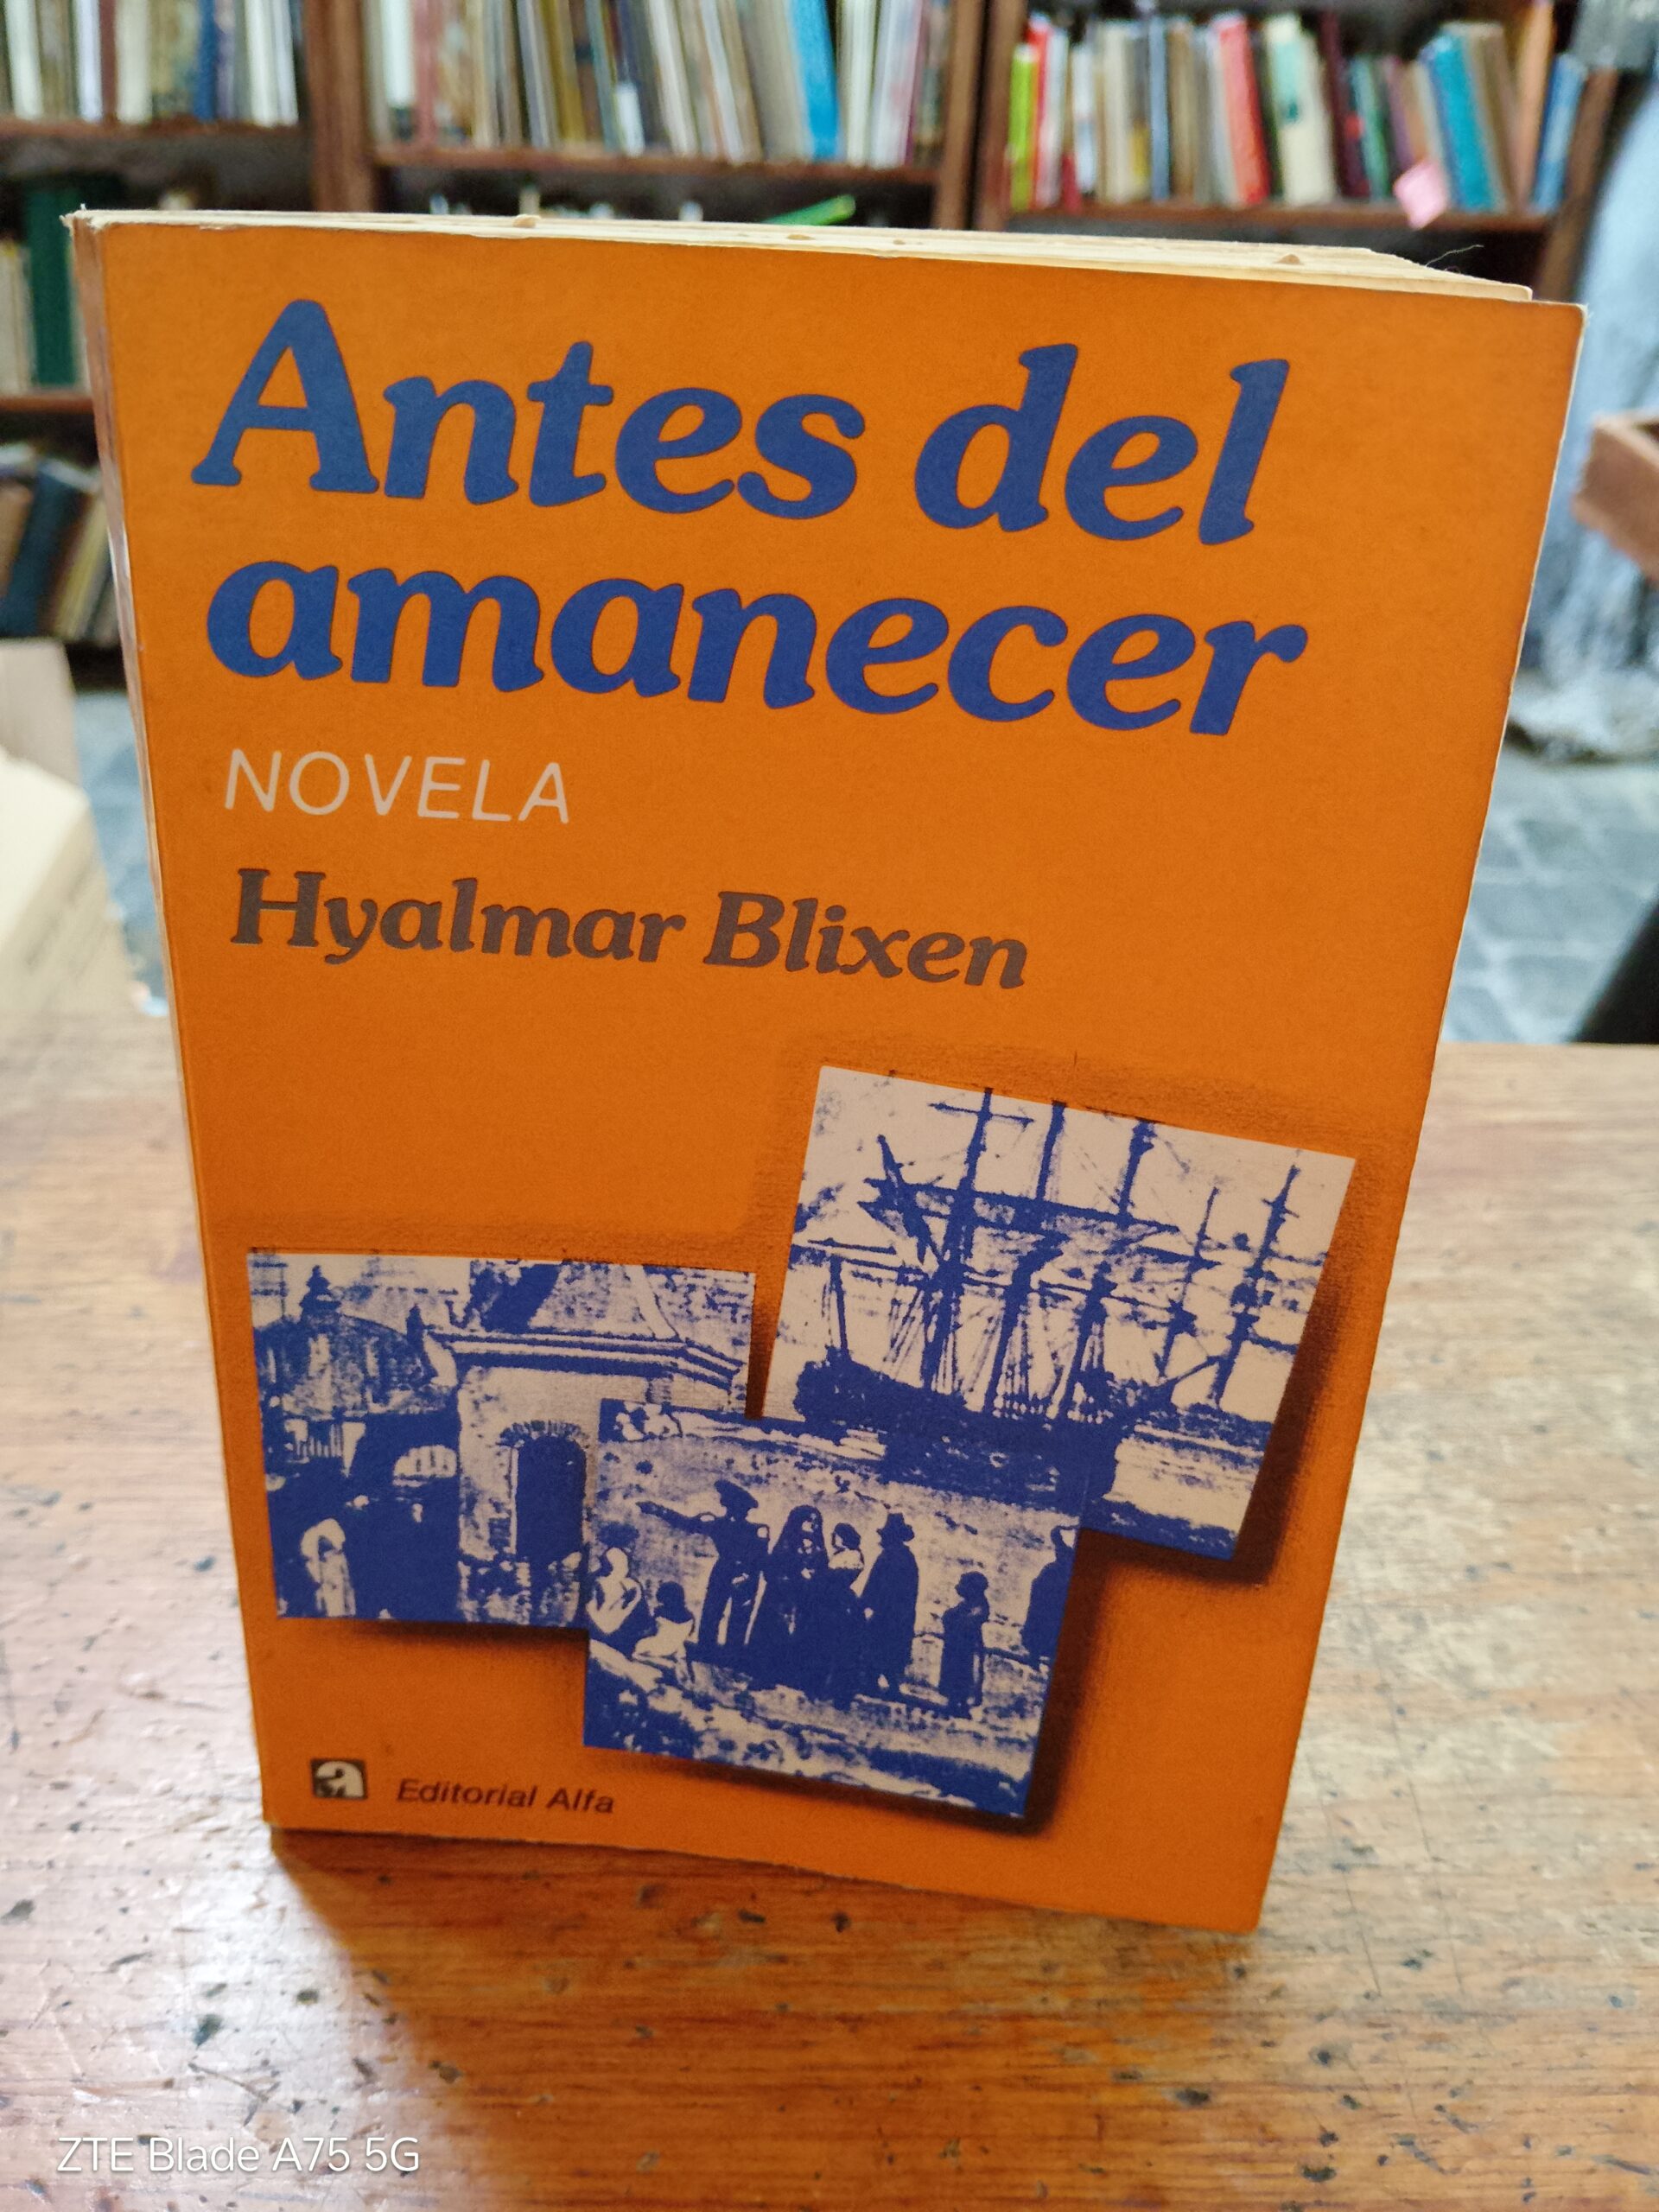 Antes del
amanecer
NOVELA
Hyalmar Blixen
a Editorial Alfa
ZTE Blade A75 5G